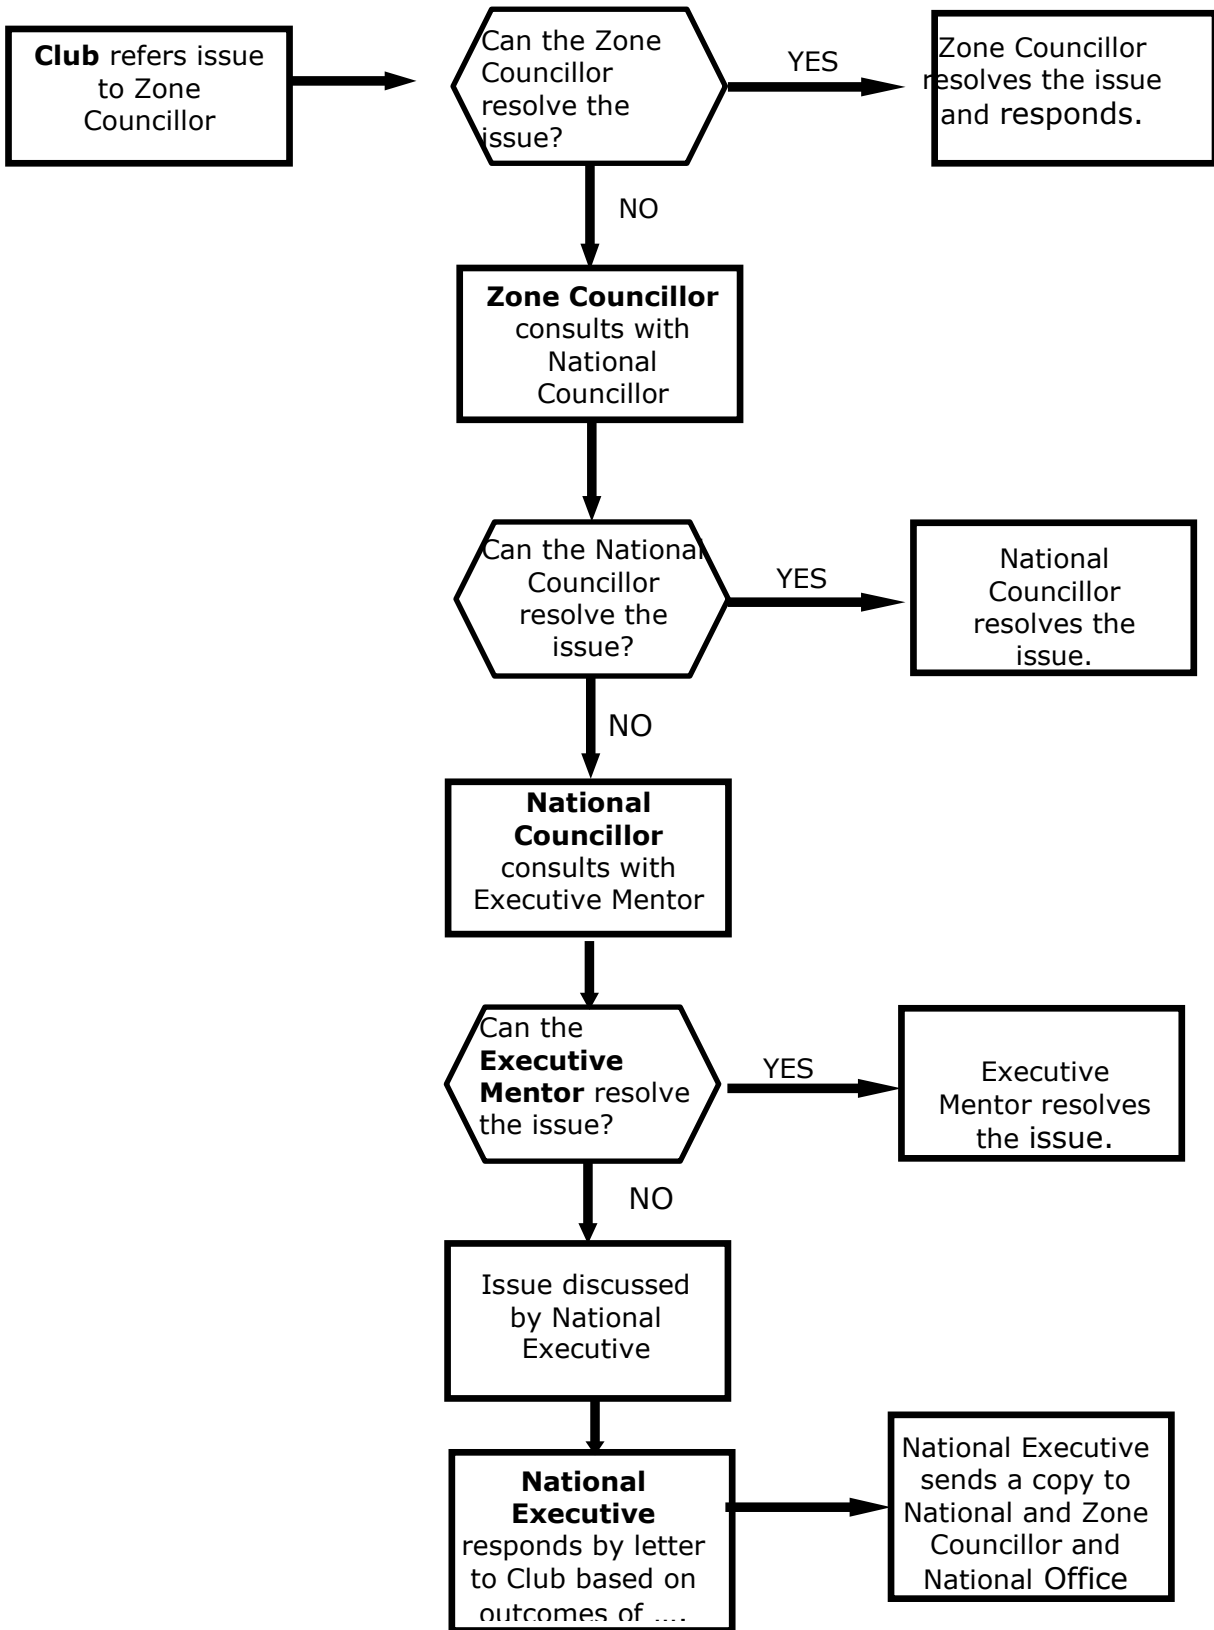 Club refers issue
to Zone
Councillor
Can the Zone
Councillor
resolve the
issue?
YES
Zone Councillor
resolves the issue
and responds.
NO
Zone Councillor
consults with
National
Councillor
Can the National
Councillor
resolve the
issue?
YES
National
Councillor
resolves the
issue.
NO
National
Councillor
consults with
Executive Mentor
Can the
Executive
Mentor resolve
the issue?
YES
Executive
Mentor resolves
the issue.
NO
Issue discussed
by National
Executive
National
Executive
responds by letter
to Club based on
outcomes of ….
National Executive
sends a copy to
National and Zone
Councillor and
National Office